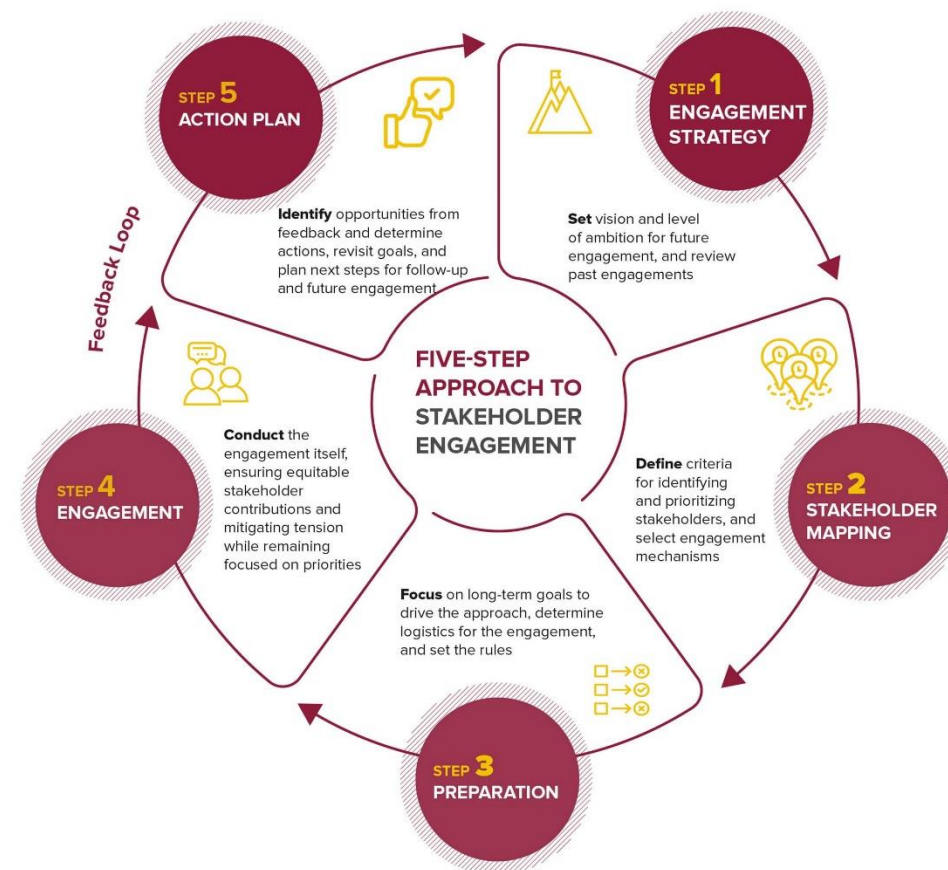 FIVE-STEP
APPROACH TO
STAKEHOLDER
ENGAGEMENT
STEP 1
ENGAGEMENT
STRATEGY
Set vision and level
of ambition for future
engagement, and review
past engagements
STEP 2
STAKEHOLDER
MAPPING
Define criteria
for identifying
and prioritizing
stakeholders, and
select engagement
mechanisms
STEP 3
PREPARATION
Focus on long-term goals to
drive the approach, determine
logistics for the engagement,
and set the rules
STEP 4
ENGAGEMENT
Conduct the
engagement itself,
ensuring equitable
stakeholder
contributions and
mitigating tension
while remaining
focused on priorities
Feedback Loop
STEP 5
ACTION PLAN
Identify opportunities from
feedback and determine
actions, revisit goals, and
plan next steps for follow-up
and future engagement